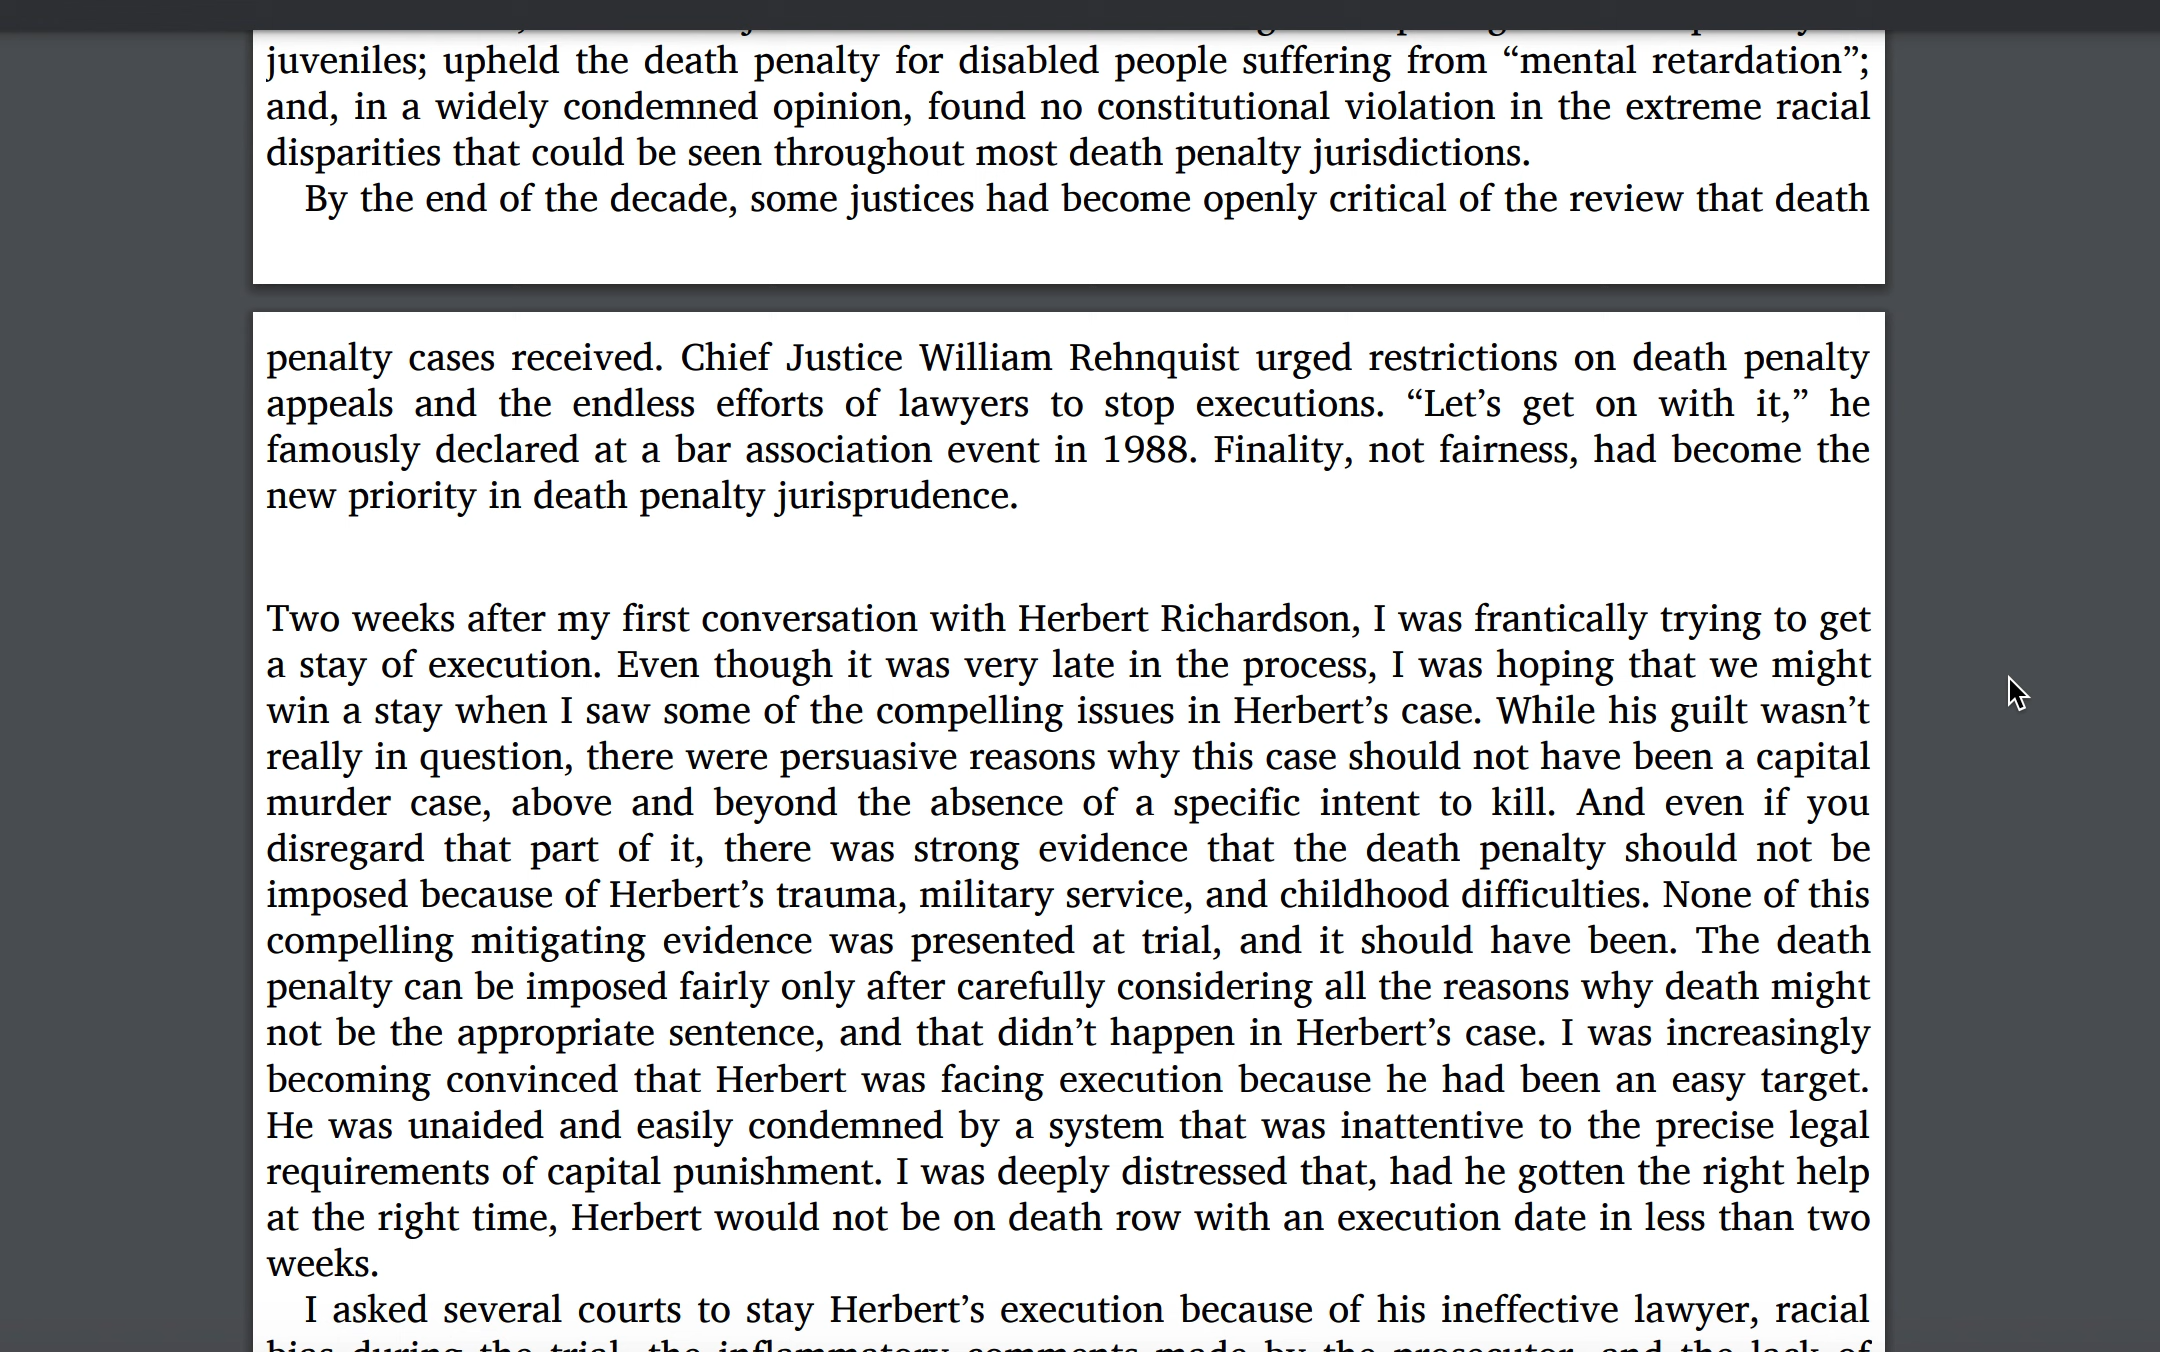 juveniles; upheld the death penalty for disabled people suffering from “mental retardation”;
and, in a widely condemned opinion, found no constitutional violation in the extreme racial
disparities that could be seen throughout most death penalty jurisdictions.
By the end of the decade, some justices had become openly critical of the review that death
penalty cases received. Chief Justice William Rehnquist urged restrictions on death penalty
appeals and the endless efforts of lawyers to stop executions. “Let’s get on with it,” he
famously declared at a bar association event in 1988. Finality, not fairness, had become the
new priority in death penalty jurisprudence.
Two weeks after my first conversation with Herbert Richardson, I was frantically trying to get
a stay of execution. Even though it was very late in the process, I was hoping that we might
win a stay when I saw some of the compelling issues in Herbert’s case. While his guilt wasn’t
really in question, there were persuasive reasons why this case should not have been a capital
murder case, above and beyond the absence of a specific intent to kill. And even if you
disregard that part of it, there was strong evidence that the death penalty should not be
imposed because of Herbert’s trauma, military service, and childhood difficulties. None of this
compelling mitigating evidence was presented at trial, and it should have been. The death
penalty can be imposed fairly only after carefully considering all the reasons why death might
not be the appropriate sentence, and that didn’t happen in Herbert’s case. I was increasingly
becoming convinced that Herbert was facing execution because he had been an easy target.
He was unaided and easily condemned by a system that was inattentive to the precise legal
requirements of capital punishment. I was deeply distressed that, had he gotten the right help
at the right time, Herbert would not be on death row with an execution date in less than two
weeks.
I asked several courts to stay Herbert’s execution because of his ineffective lawyer, racial
bias during the trial, the inflammatory comments made by the prosecutor, and the lack of